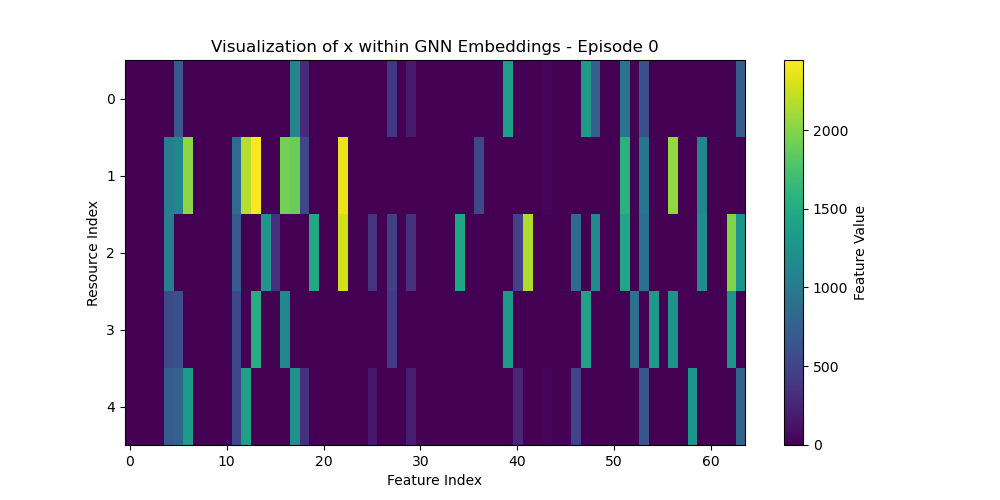 Visualization of x within GNN Embeddings - Episode 0
Resource Index
0
1
2
3
4
0 10 20 30 40 50 60
Feature Index
2000
1500
1000
500
0
Feature Value